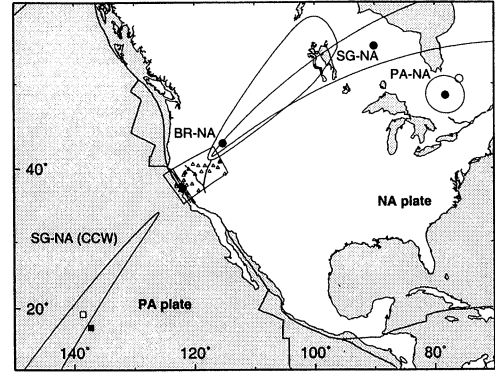 SG-NA
PA-NA
BR-NA
40°
NA plate
SG-NA (CCW)
PA plate
20°
140° 120° 100° 80°